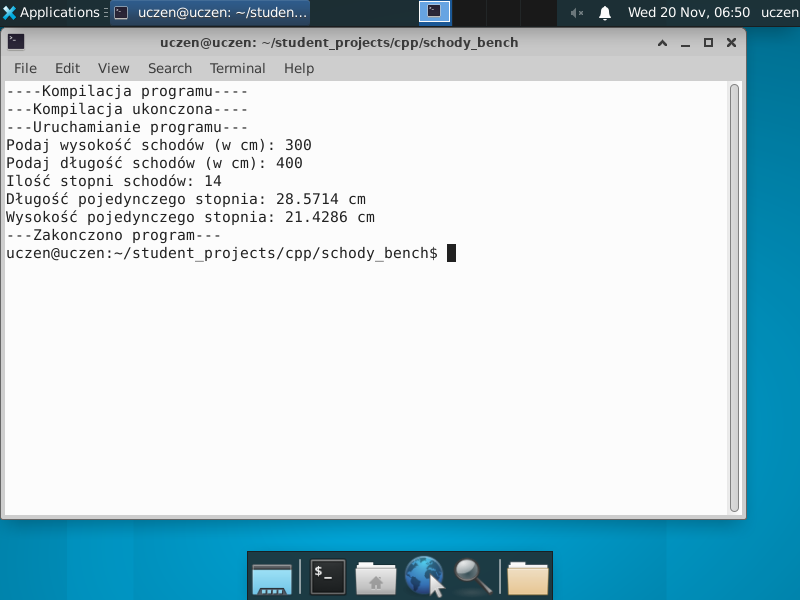 Applications
uczen@uczen: ~/studen...
Wed 20 Nov, 06:50
uczen
uczen@uczen: ~/student_projects/cpp/schody_bench
File Edit View Search Terminal Help
----Kompilacja programu----
---Kompilacja ukonczona----
---Uruchamianie programu---
Podaj wysokość schodów (w cm): 300
Podaj długość schodów (w cm): 400
Ilość stopni schodów: 14
Długość pojedynczego stopnia: 28.5714 cm
Wysokość pojedynczego stopnia: 21.4286 cm
---Zakonczono program---
uczen@uczen:~/student_projects/cpp/schody_bench$
$_